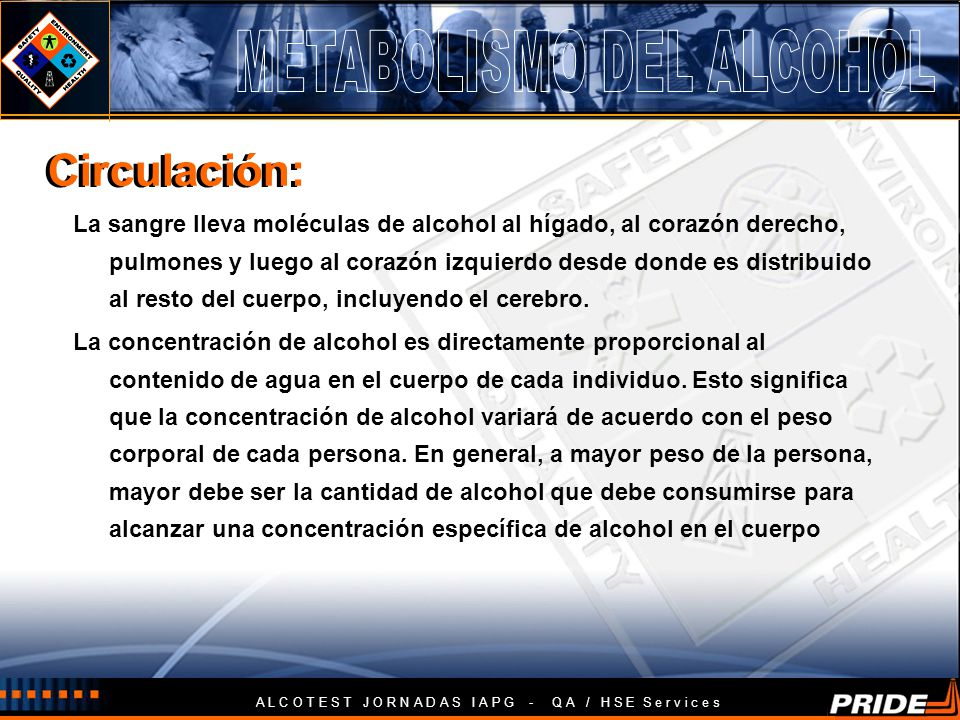 SAFETY
ENVIRONMENT
QUALITY
HEALTH
METABOLISMO DEL ALCOHOL
Circulación:
La sangre lleva moléculas de alcohol al hígado, al corazón derecho,
pulmones y luego al corazón izquierdo desde donde es distribuido
al resto del cuerpo, incluyendo el cerebro.
La concentración de alcohol es directamente proporcional al
contenido de agua en el cuerpo de cada individuo. Esto significa
que la concentración de alcohol variará de acuerdo con el peso
corporal de cada persona. En general, a mayor peso de la persona,
mayor debe ser la cantidad de alcohol que debe consumirse para
alcanzar una concentración específica de alcohol en el cuerpo
SAFETY
ENVIRON
QUALITY
HEALT
ALCOTEST JORNADAS IAPG - QA / HSE Services
PRIDE